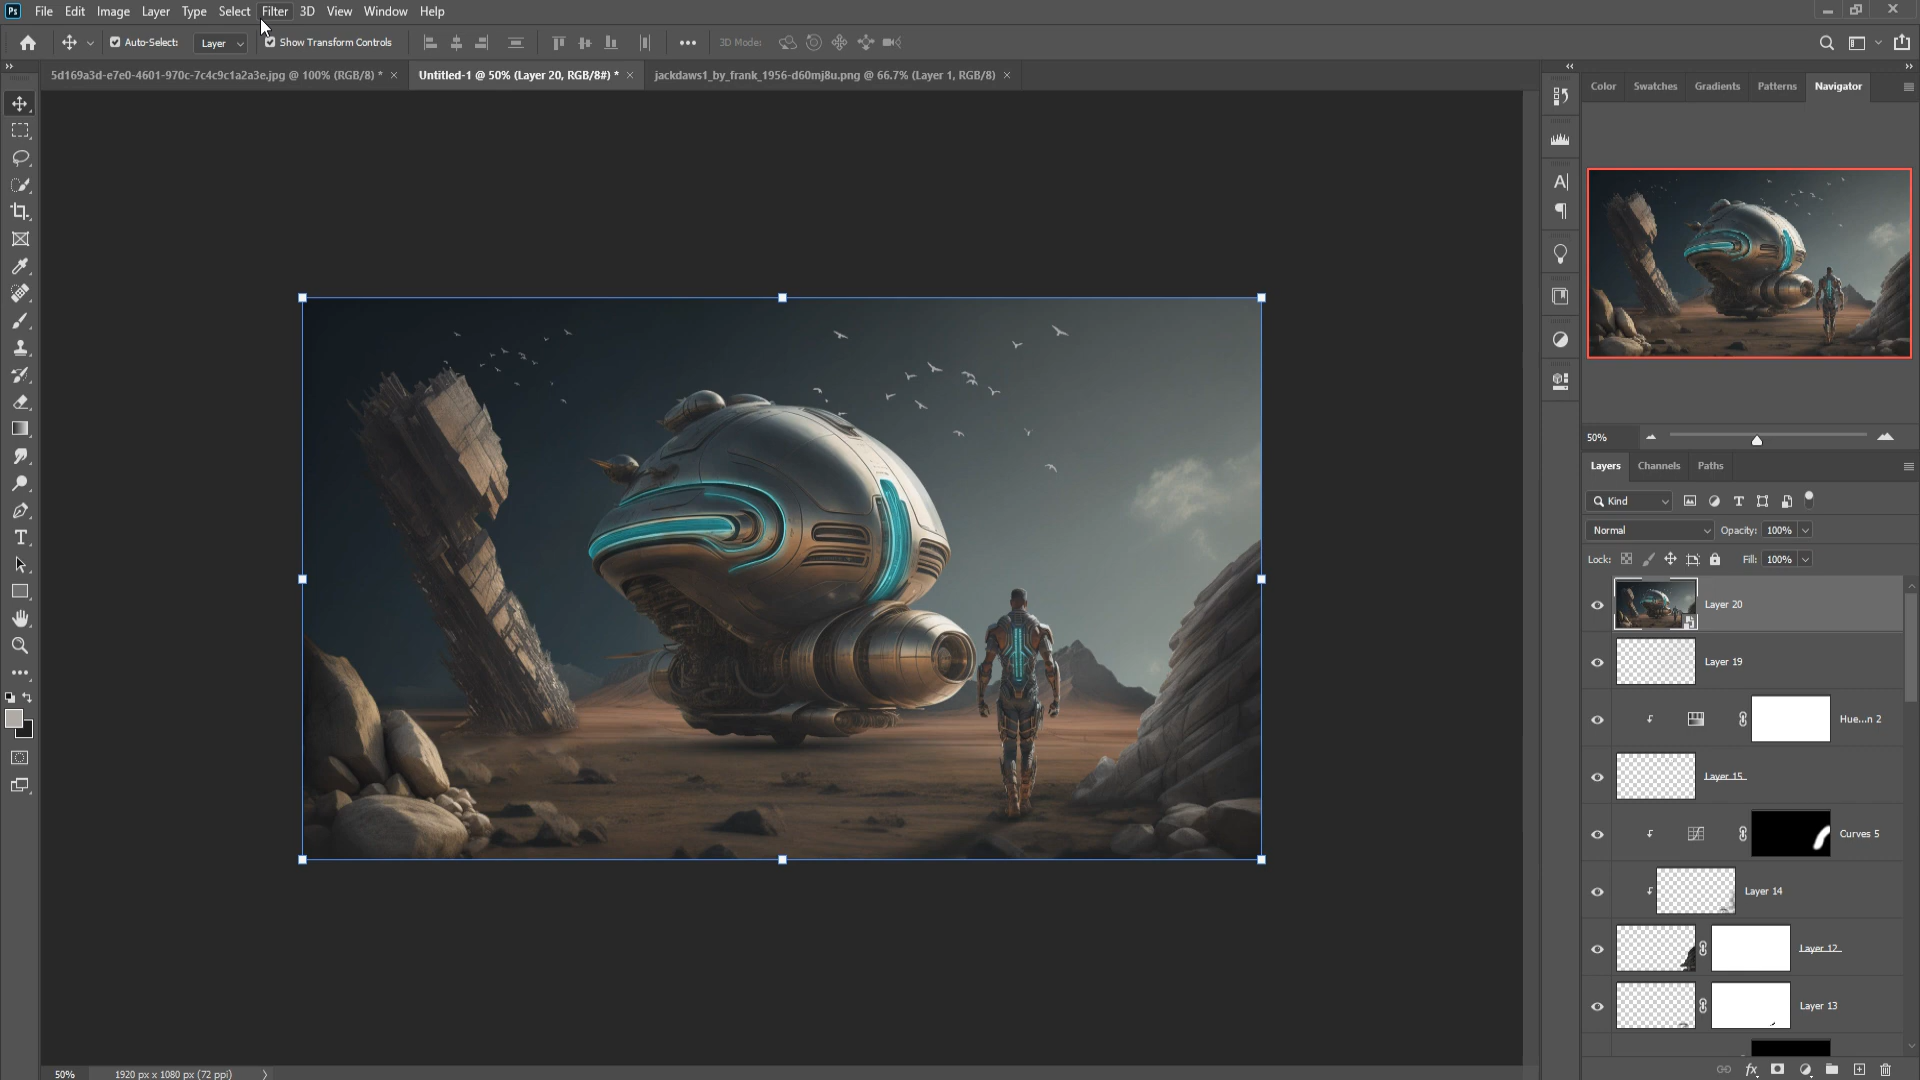 Ps File Edit Image Layer Type Select Filter 3D View Window Help
Auto-Select: Layer Show Transform Controls 3D Mode:
5d169a3d-e7e0-4601-970c-7c4c9c1a2a3e.jpg @ 100% (RGB/8) * Untitled-1 @ 50% (Layer 20, RGB/8#) * jackdaws1_by_frank_1956-d60mj8u.png @ 66.7% (Layer 1, RGB/8)
Color Swatches Gradients Patterns Navigator
50%
Layers Channels Paths
Kind
Normal Opacity: 100%
Lock: Fill: 100%
Layer 20
Layer 19
Hue...n 2
Layer 15
Curves 5
Layer 14
Layer 12
Layer 13
50% 1920 px x 1080 px (72 ppi)